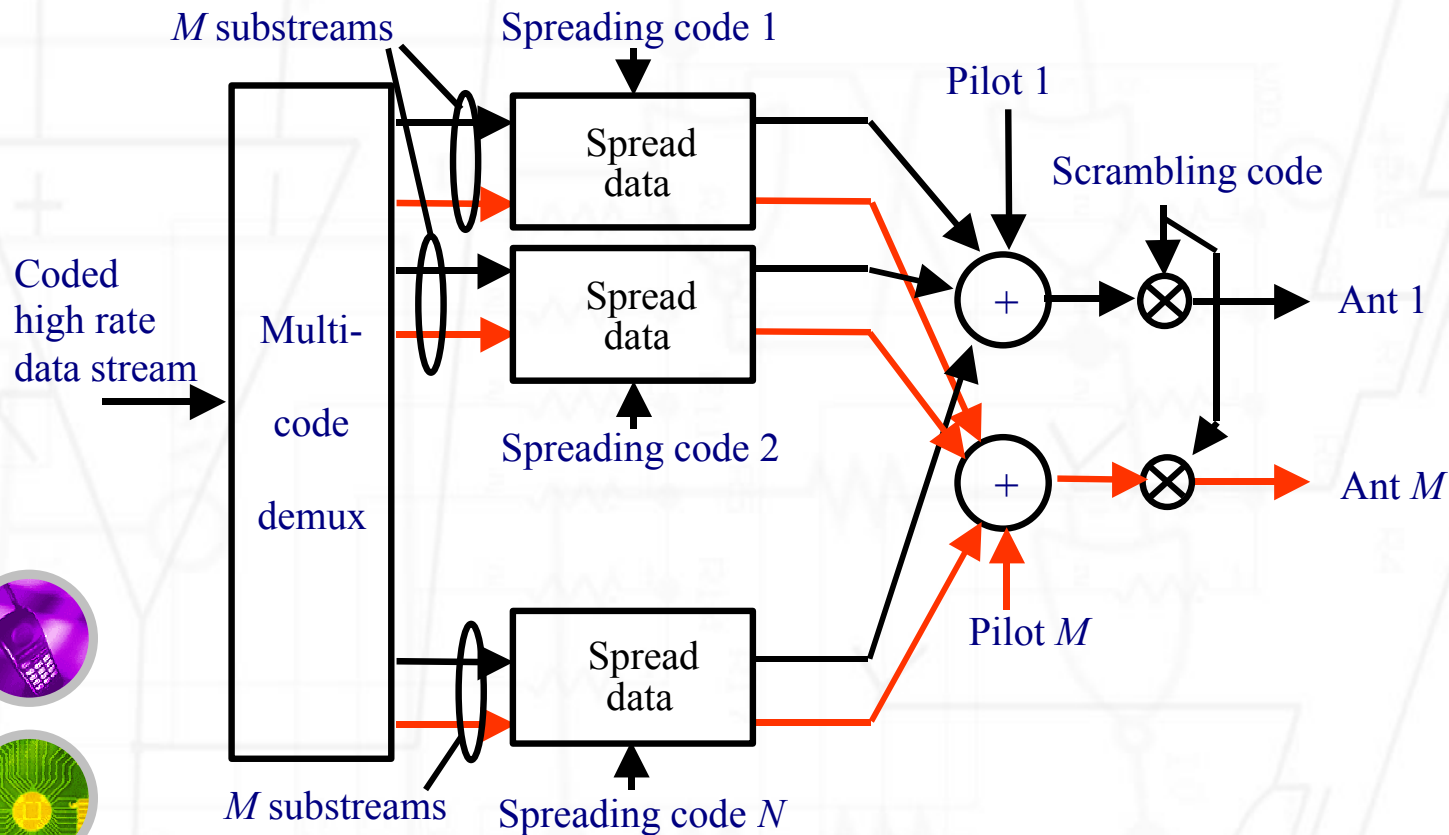 M substreams
Spreading code 1
Pilot 1
Spread
data
Scrambling code
Coded
high rate
data stream
Multi-
code
demux
Spread
data
+
Ant 1
Spreading code 2
+
Ant M
Pilot M
Spread
data
M substreams
Spreading code N